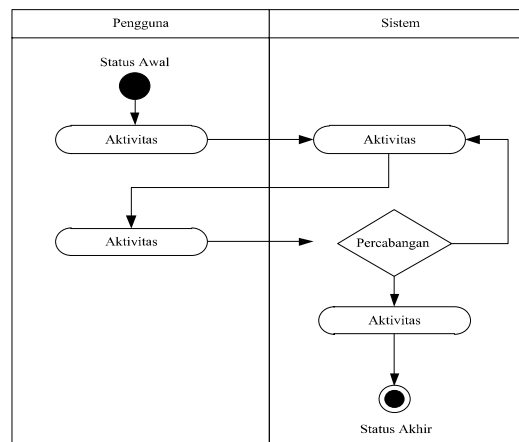 Pengguna
Sistem
Status Awal
Aktivitas
Aktivitas
Aktivitas
Percabangan
Aktivitas
Status Akhir